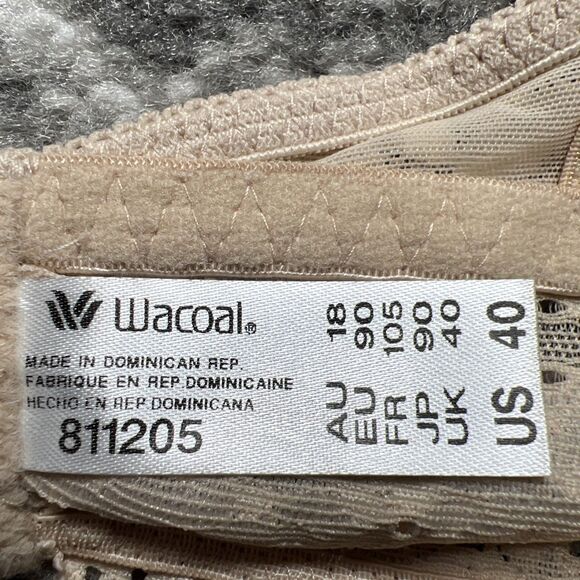 Wacoal®
MADE IN DOMINICAN REP.
FABRIQUE EN REP.DOMINICAINE
HECHO EN REP.DOMINICANA
811205
AU 18
EU 90
FR 105
JP 90
UK 40
US 40